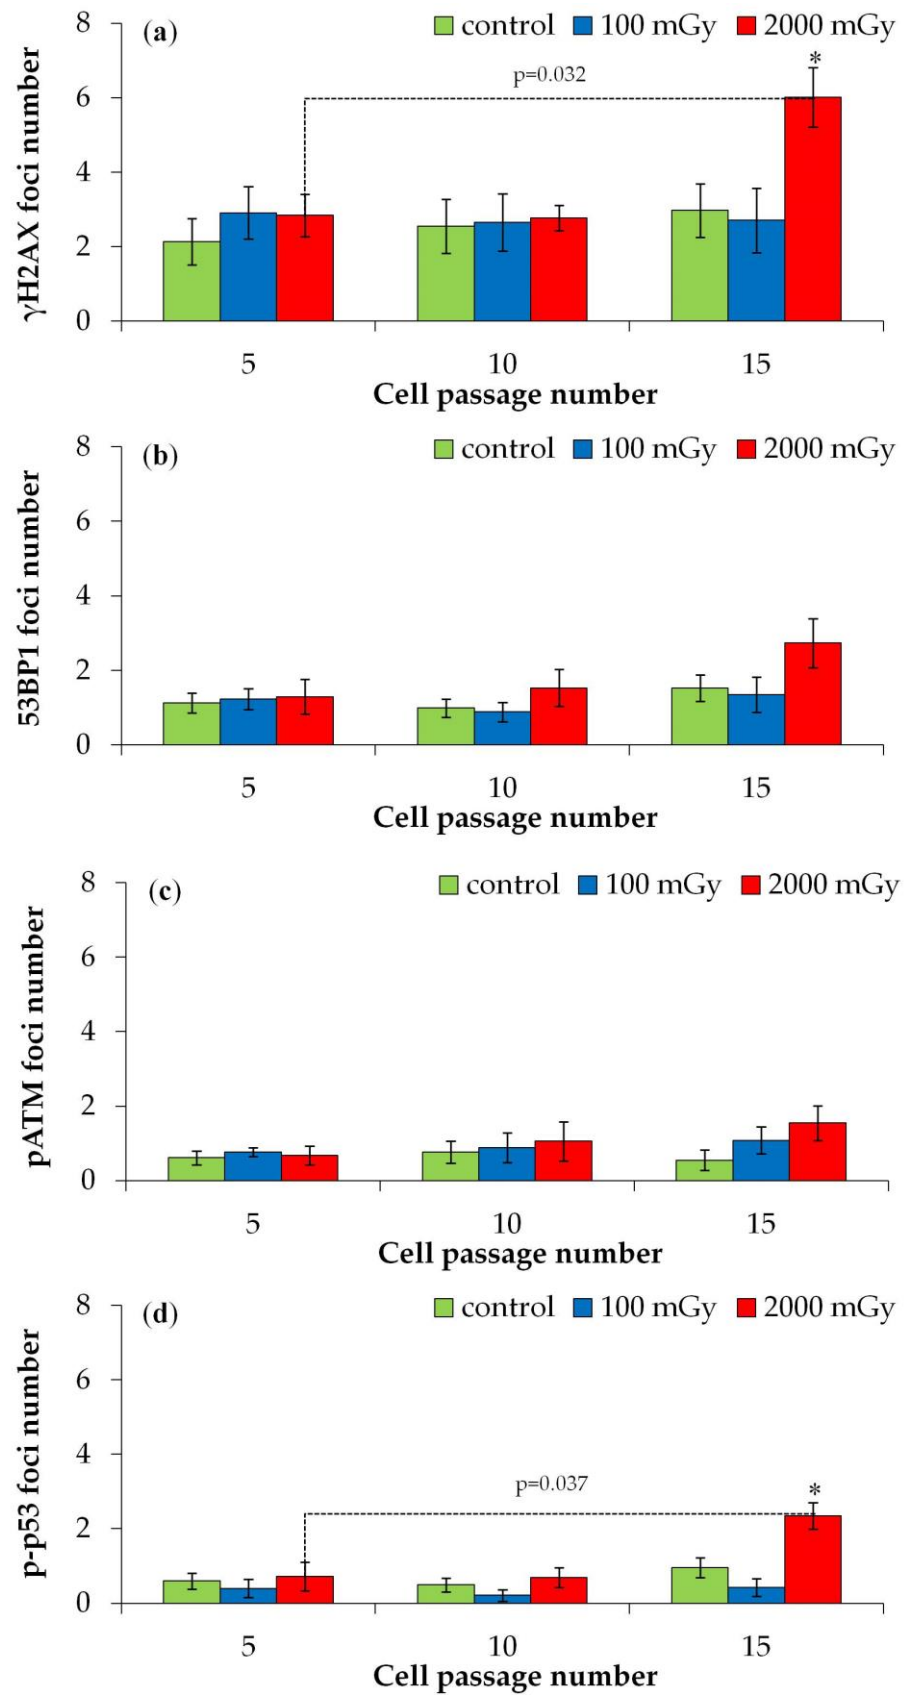 (a) control 100 mGy 2000 mGy
γH2AX foci number
8
6
4
2
0
p=0.032
*
5 10 15
Cell passage number
(b) control 100 mGy 2000 mGy
53BP1 foci number
8
6
4
2
0
5 10 15
Cell passage number
(c) control 100 mGy 2000 mGy
pATM foci number
8
6
4
2
0
5 10 15
Cell passage number
(d) control 100 mGy 2000 mGy
p-p53 foci number
8
6
4
2
0
p=0.037
*
5 10 15
Cell passage number